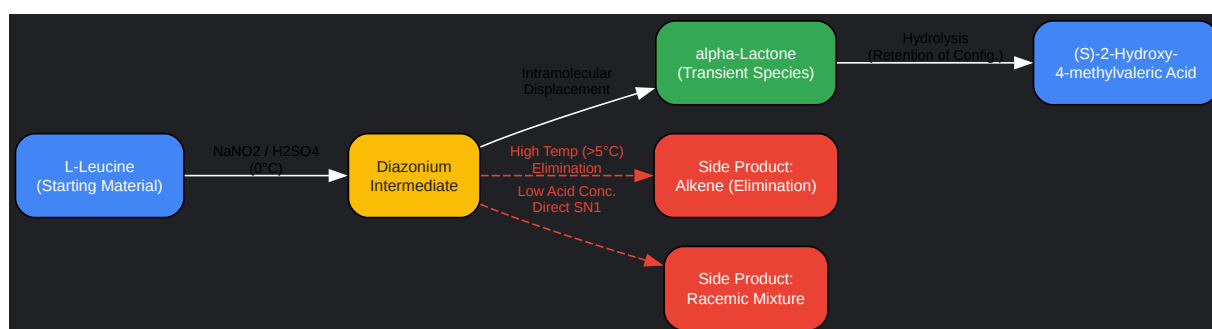 L-Leucine
(Starting Material)
NaNO2 / H2SO4
(0°C)
Diazonium
Intermediate
Intramolecular
Displacement
alpha-Lactone
(Transient Species)
Hydrolysis
(Retention of Config.)
(S)-2-Hydroxy-
4-methylvaleric Acid
High Temp (>5°C)
Elimination
Side Product:
Alkene (Elimination)
Low Acid Conc.
Direct SN1
Side Product:
Racemic Mixture